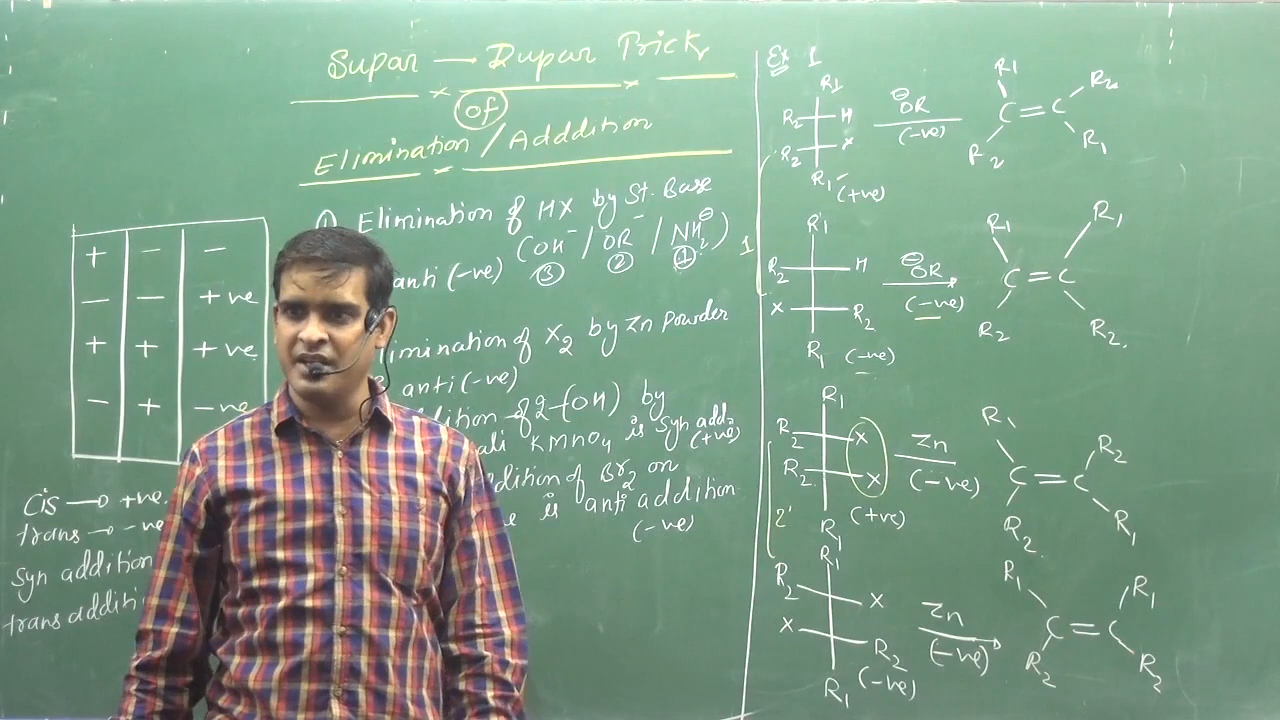 Supar — Dupar Trick
of
Elimination / Adddition
① Elimination of HX by St. Base
(OH⁻ / OR⁻ / NH₂⊖)
anti (-ve) ③ ② ①
limination of X₂ by Zn powder
anti (-ve)
ddition of 2-(OH) by
KMnO₄ is Syn addⁿ
(+ve)
dition of Br₂ on
is anti addition
(-ve)
+ − −
− − +ve
+ + +ve
− + -ve
Cis → +ve
trans → -ve
Syn addition
trans additi
Ex 1
R₁
R₂ H
R₂ X
R₁ (+ve)
⊖OR
(-ve)
R₁ R₂
C = C
R₂ R₁
1
R₁
R₂ H
X R₂
R₁ (-ve)
⊖OR
(-ve)
R₁ R₁
C = C
R₂ R₂
R₁
R₂ X
R₂ X
R₁ (+ve)
Zn
(-ve)
R₁ R₂
C = C
R₂ R₁
2'
R₁
R₂ X
X R₂
R₁ (-ve)
Zn
(-ve)
R₁ R₁
C = C
R₂ R₂